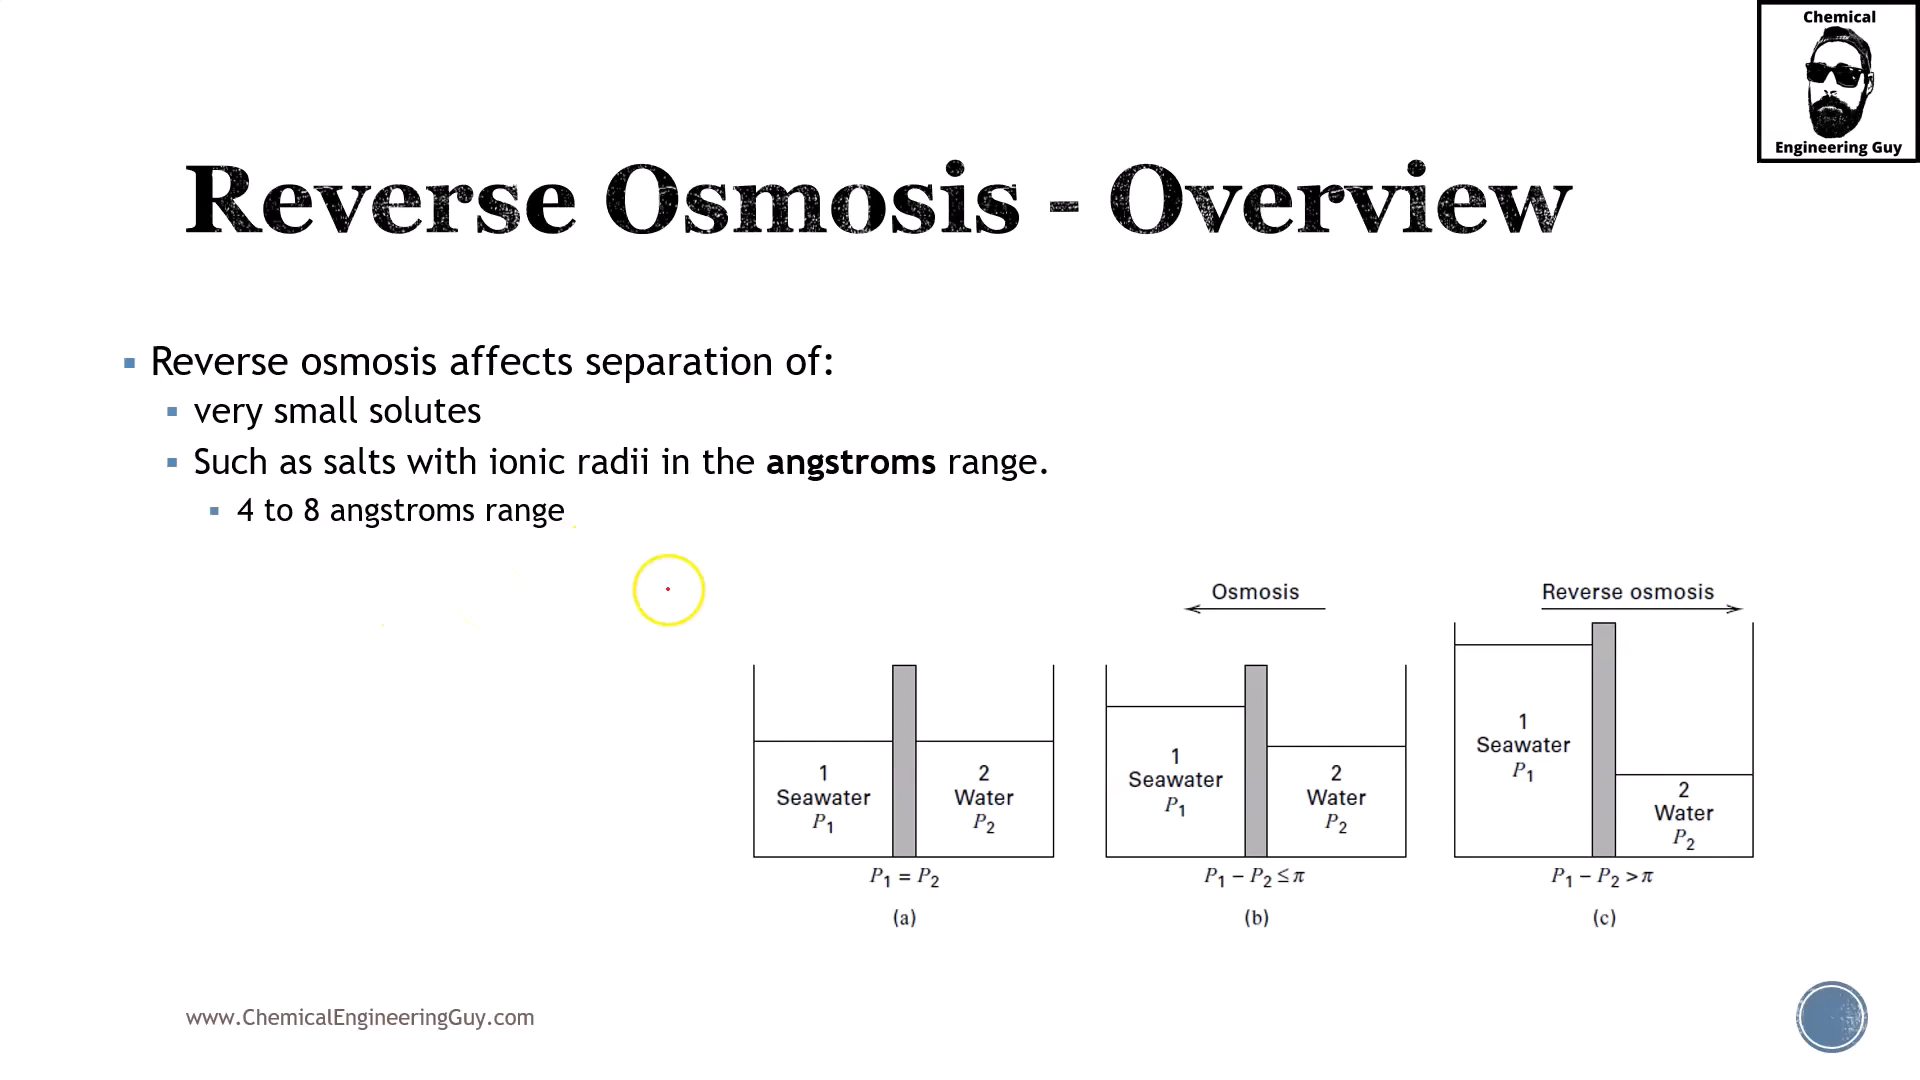 Chemical
Engineering Guy
Reverse Osmosis - Overview
Reverse osmosis affects separation of:
very small solutes
Such as salts with ionic radii in the angstroms range.
4 to 8 angstroms range
1
Seawater
P1
2
Water
P2
P1 = P2
(a)
Osmosis
1
Seawater
P1
2
Water
P2
P1 − P2 ≤ π
(b)
Reverse osmosis
1
Seawater
P1
2
Water
P2
P1 − P2 > π
(c)
www.ChemicalEngineeringGuy.com